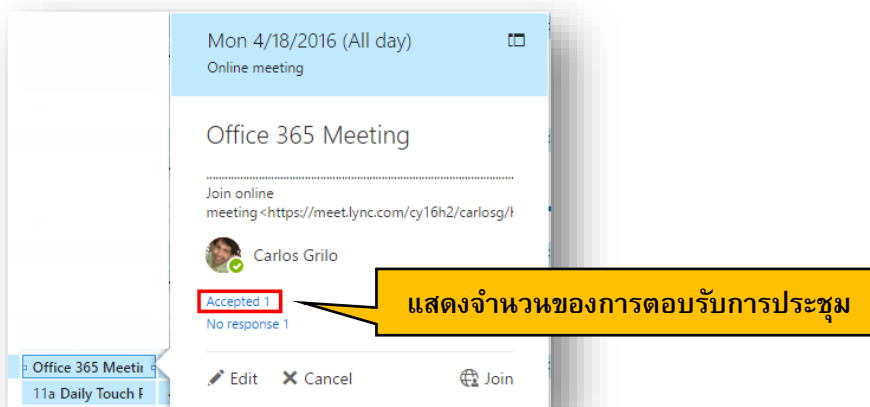 Mon 4/18/2016 (All day)
Online meeting
Office 365 Meeting
Join online
meeting<https://meet.lync.com/cy16h2/carlosg/
Carlos Grilo
Accepted 1
แสดงจำนวนของการตอบรับการประชุม
No response 1
Edit Cancel Join
Office 365 Meetin
11a Daily Touch